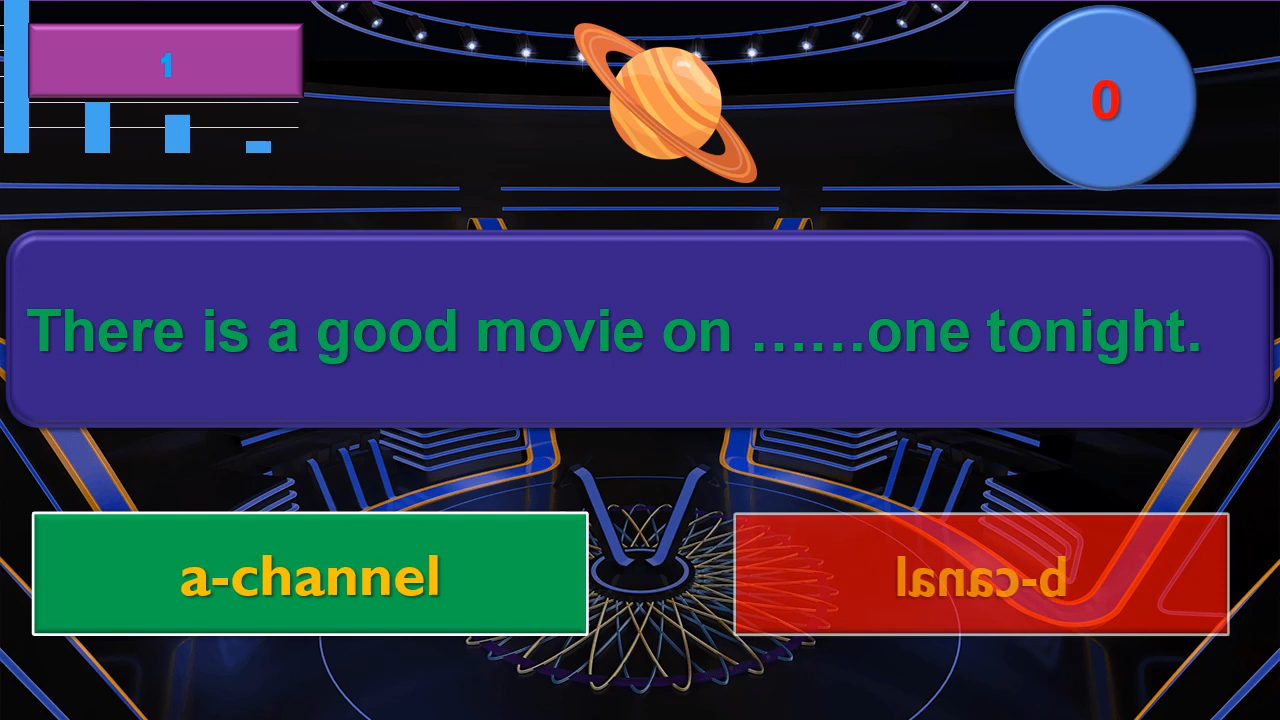 1
0
There is a good movie on ......one tonight.
a-channel
b-canal